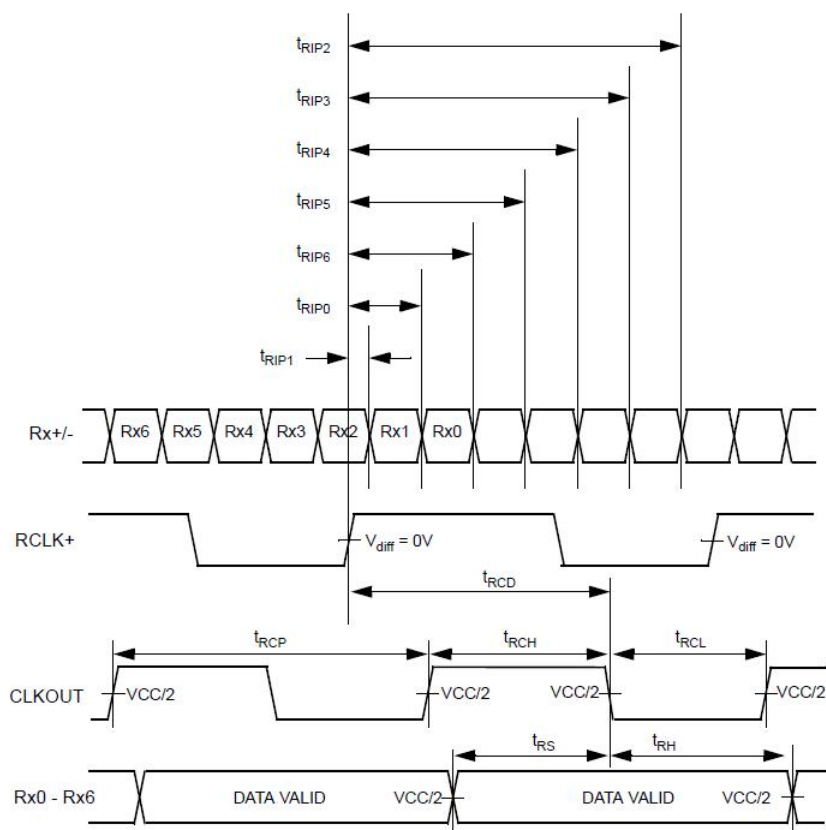 tRIP2
tRIP3
tRIP4
tRIP5
tRIP6
tRIP0
tRIP1
Rx+/- Rx6 Rx5 Rx4 Rx3 Rx2 Rx1 Rx0
RCLK+ Vdiff = 0V Vdiff = 0V
tRCD
tRCP tRCH tRCL
CLKOUT VCC/2 VCC/2 VCC/2 VCC/2
tRS tRH
Rx0 - Rx6 DATA VALID VCC/2 DATA VALID VCC/2